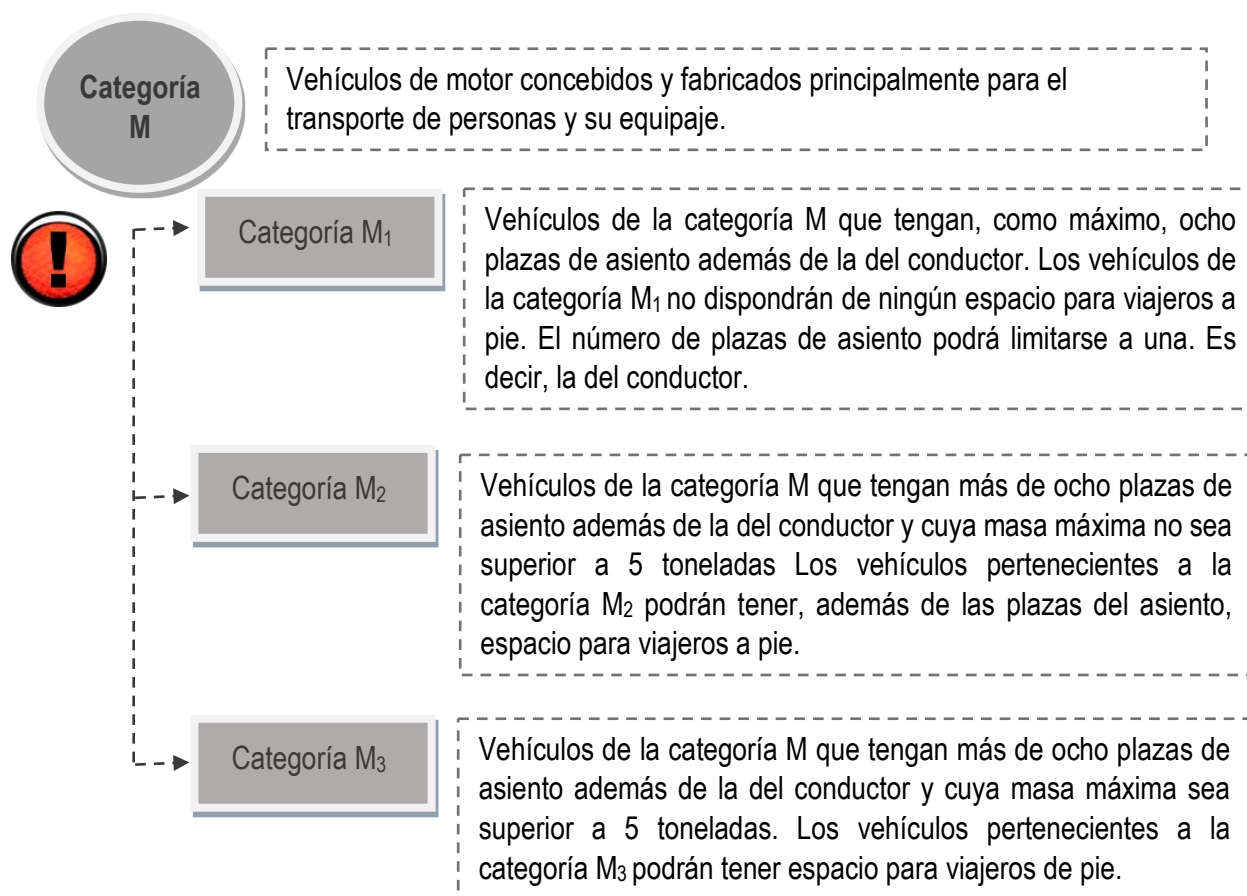 Categoría
M
Vehículos de motor concebidos y fabricados principalmente para el
transporte de personas y su equipaje.
Categoría M₁
Vehículos de la categoría M que tengan, como máximo, ocho
plazas de asiento además de la del conductor. Los vehículos de
la categoría M₁ no dispondrán de ningún espacio para viajeros a
pie. El número de plazas de asiento podrá limitarse a una. Es
decir, la del conductor.
Categoría M₂
Vehículos de la categoría M que tengan más de ocho plazas de
asiento además de la del conductor y cuya masa máxima no sea
superior a 5 toneladas Los vehículos pertenecientes a la
categoría M₂ podrán tener, además de las plazas del asiento,
espacio para viajeros a pie.
Categoría M₃
Vehículos de la categoría M que tengan más de ocho plazas de
asiento además de la del conductor y cuya masa máxima sea
superior a 5 toneladas. Los vehículos pertenecientes a la
categoría M₃ podrán tener espacio para viajeros de pie.